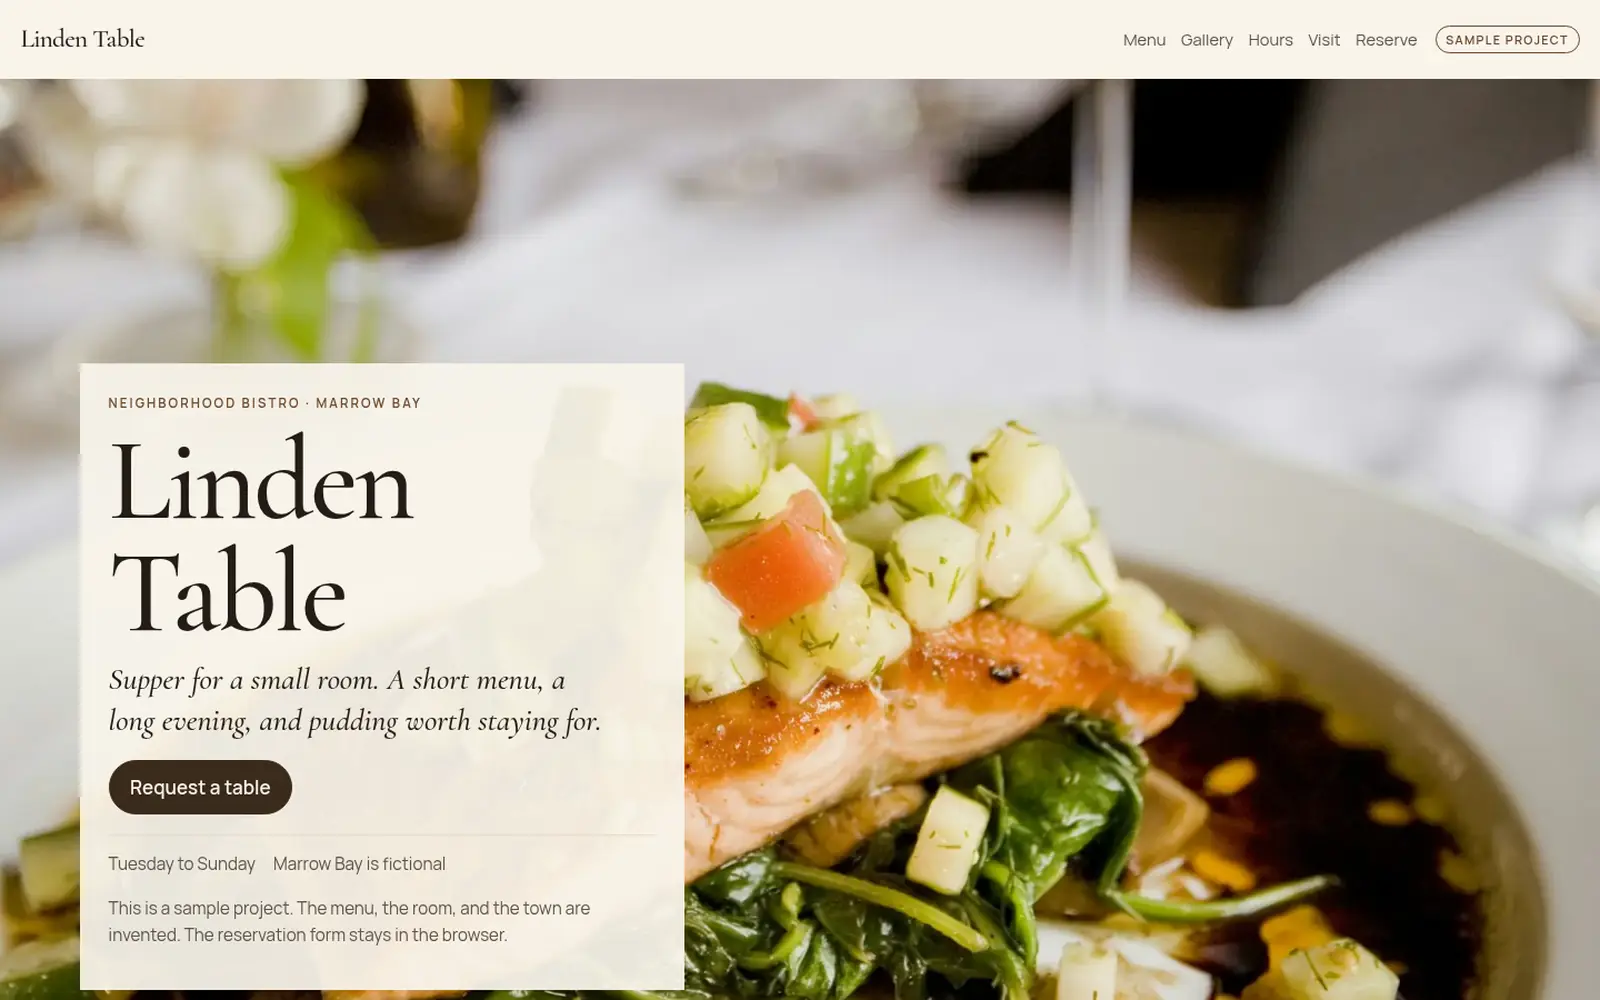 Linden Table
Menu Gallery Hours Visit Reserve SAMPLE PROJECT
NEIGHBORHOOD BISTRO · MARROW BAY
Linden
Table
Supper for a small room. A short menu, a
long evening, and pudding worth staying for.
Request a table
Tuesday to Sunday Marrow Bay is fictional
This is a sample project. The menu, the room, and the town are
invented. The reservation form stays in the browser.